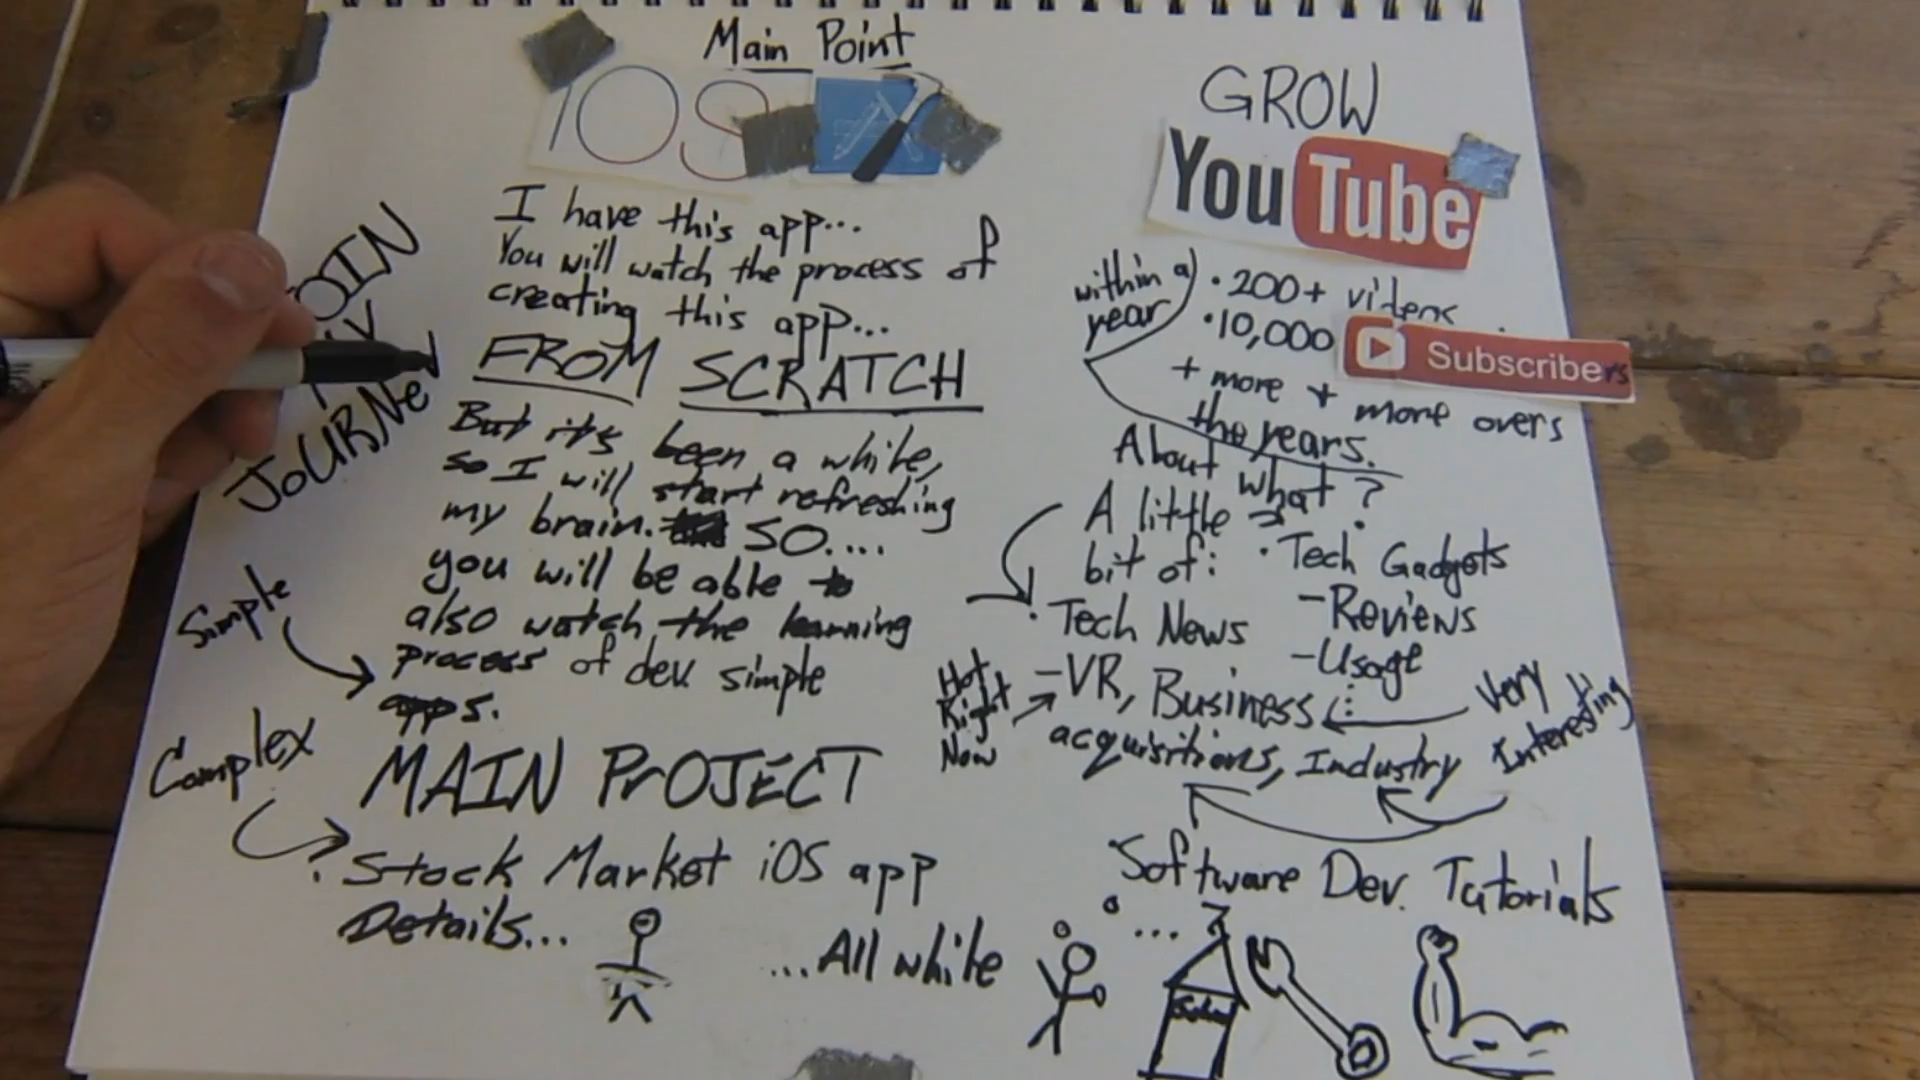 Main Point
iOS
I have this app...
You will watch the process of
creating this app...
FROM SCRATCH
But its been a while,
so I will start refreshing
my brain. SO....
you will be able to
also watch the learning
process of dev simple
apps.
MAIN PrOJECT
Stock Market iOS app
Details...
...All while
OIN
JOURNeY
Simple
Complex
GROW
YouTube
within a
year
· 200+ videos
· 10,000 Subscribers
+ more + more overs
the years.
About what?
A little
bit of:
· Tech Gadgets
- Reviews
- Usage
· Tech News
- VR, Business
acquisitions, Industry
Hot
Right
Now
Very
Interesting
· Software Dev. Tutorials